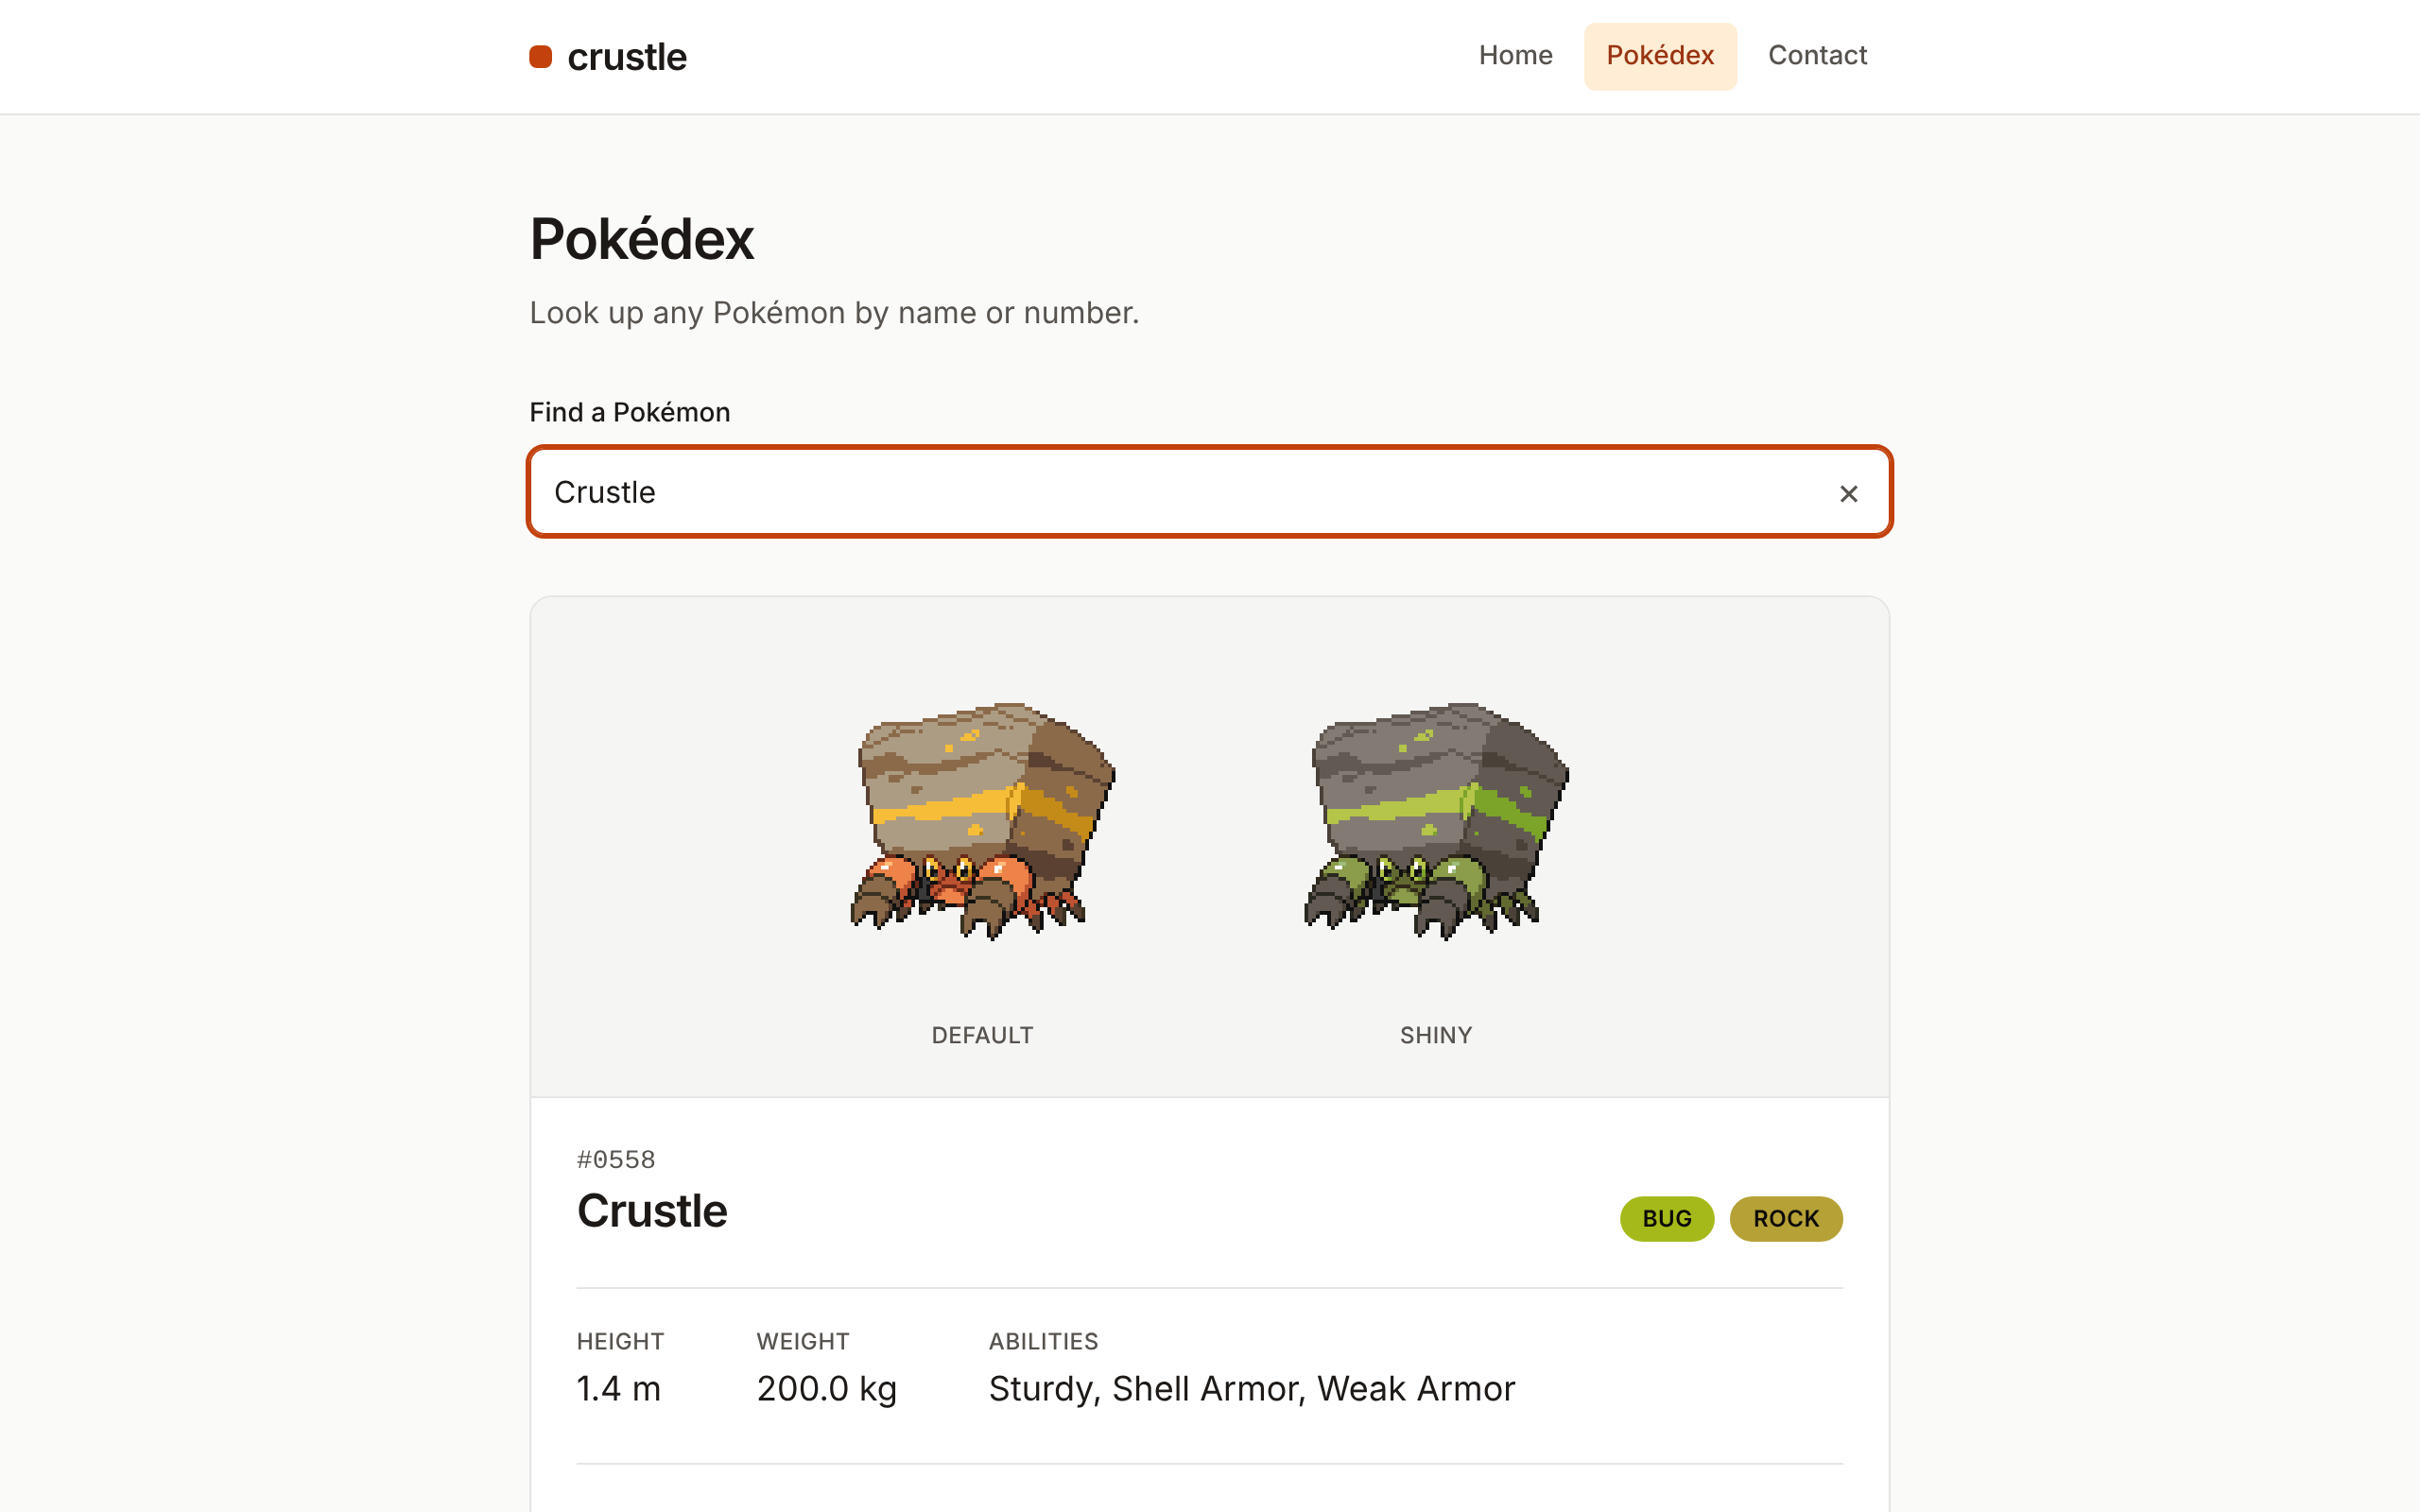 crustle
Home
Pokédex
Contact
Pokédex
Look up any Pokémon by name or number.
Find a Pokémon
Crustle
DEFAULT
SHINY
#0558
Crustle
BUG
ROCK
HEIGHT
WEIGHT
ABILITIES
1.4 m
200.0 kg
Sturdy, Shell Armor, Weak Armor